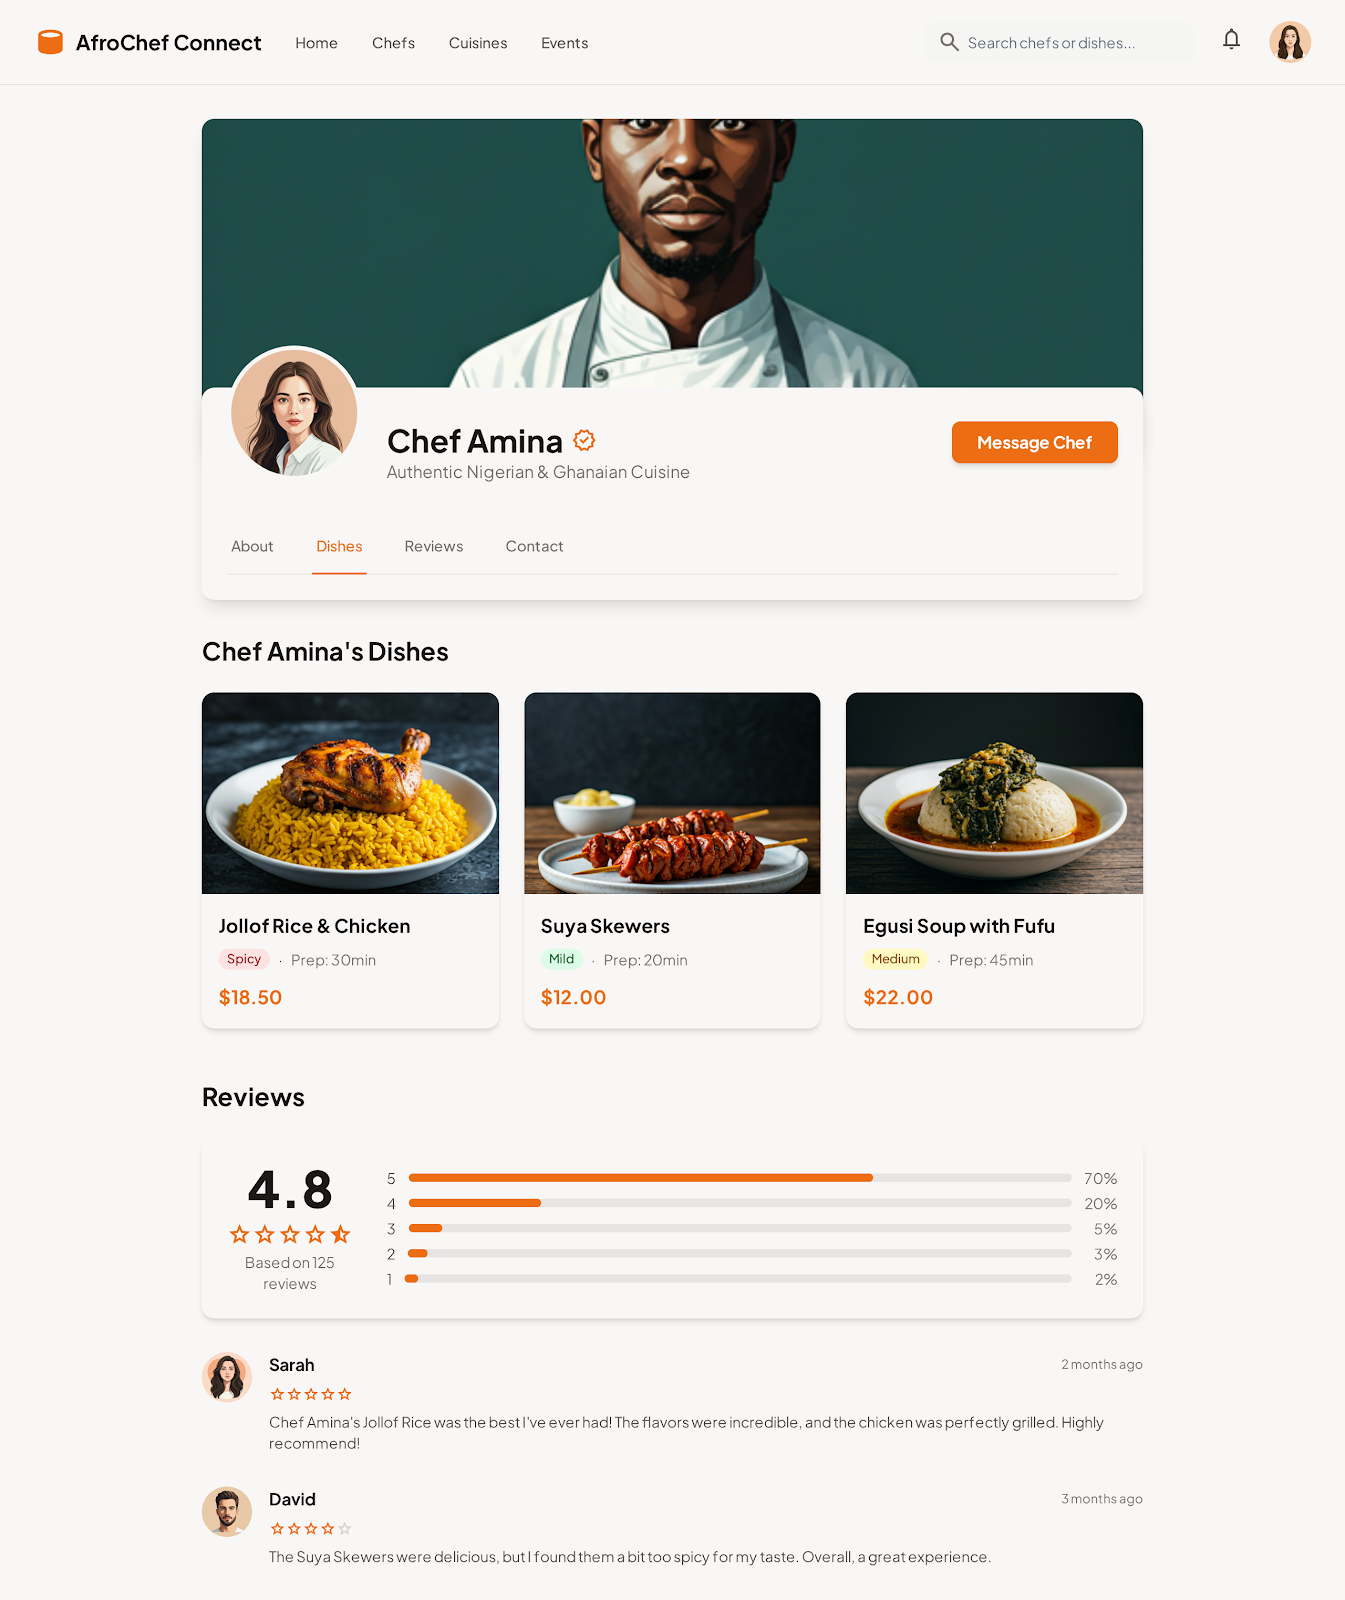 AfroChef Connect
Home
Chefs
Cuisines
Events
Search chefs or dishes...
Chef Amina
Authentic Nigerian & Ghanaian Cuisine
Message Chef
About
Dishes
Reviews
Contact
Chef Amina's Dishes
Jollof Rice & Chicken
Spicy · Prep: 30min
$18.50
Suya Skewers
Mild · Prep: 20min
$12.00
Egusi Soup with Fufu
Medium · Prep: 45min
$22.00
Reviews
4.8
Based on 125
reviews
5 70%
4 20%
3 5%
2 3%
1 2%
Sarah
2 months ago
Chef Amina's Jollof Rice was the best I've ever had! The flavors were incredible, and the chicken was perfectly grilled. Highly
recommend!
David
3 months ago
The Suya Skewers were delicious, but I found them a bit too spicy for my taste. Overall, a great experience.